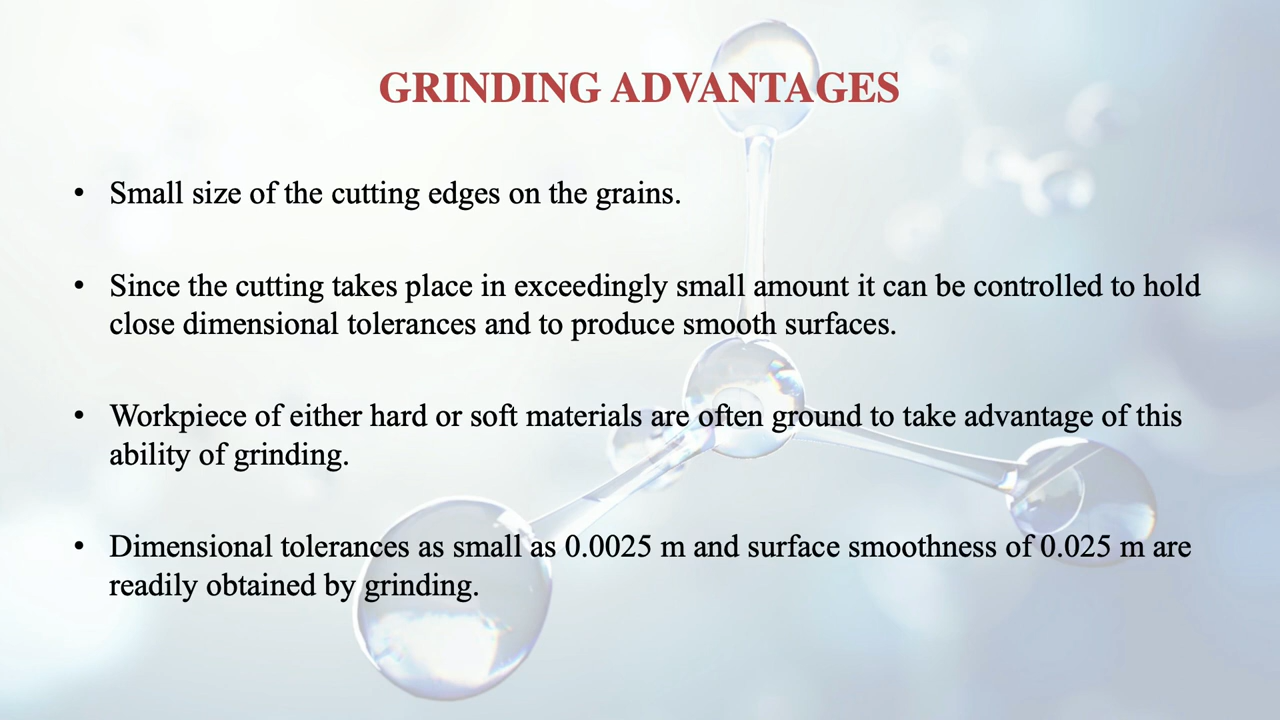 GRINDING ADVANTAGES
• Small size of the cutting edges on the grains.
• Since the cutting takes place in exceedingly small amount it can be controlled to hold
close dimensional tolerances and to produce smooth surfaces.
• Workpiece of either hard or soft materials are often ground to take advantage of this
ability of grinding.
• Dimensional tolerances as small as 0.0025 m and surface smoothness of 0.025 m are
readily obtained by grinding.